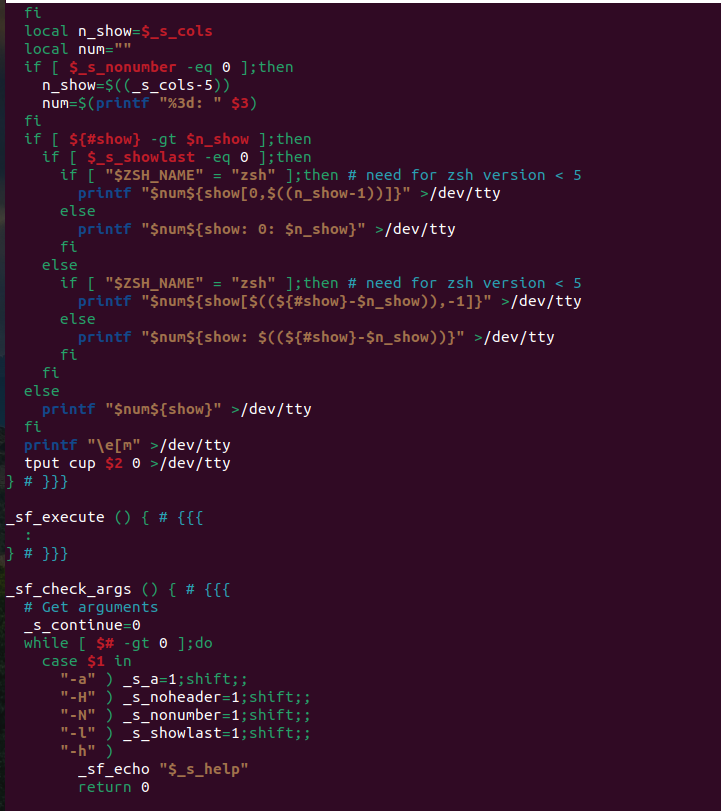 fi
  local n_show=$_s_cols
  local num=""
  if [ $_s_nonumber -eq 0 ];then
    n_show=$((_s_cols-5))
    num=$(printf "%3d: " $3)
  fi
  if [ ${#show} -gt $n_show ];then
    if [ $_s_showlast -eq 0 ];then
      if [ "$ZSH_NAME" = "zsh" ];then # need for zsh version < 5
        printf "$num${show[0,$((n_show-1))]}" >/dev/tty
      else
        printf "$num${show: 0: $n_show}" >/dev/tty
      fi
    else
      if [ "$ZSH_NAME" = "zsh" ];then # need for zsh version < 5
        printf "$num${show[$((${#show}-$n_show)),-1]}" >/dev/tty
      else
        printf "$num${show: $((${#show}-$n_show))}" >/dev/tty
      fi
    fi
  else
    printf "$num${show}" >/dev/tty
  fi
  printf "\e[m" >/dev/tty
  tput cup $2 0 >/dev/tty
} # }}}

_sf_execute () { # {{{
  :
} # }}}

_sf_check_args () { # {{{
  # Get arguments
  _s_continue=0
  while [ $# -gt 0 ];do
    case $1 in
      "-a" ) _s_a=1;shift;;
      "-H" ) _s_noheader=1;shift;;
      "-N" ) _s_nonumber=1;shift;;
      "-l" ) _s_showlast=1;shift;;
      "-h" )
        _sf_echo "$_s_help"
        return 0